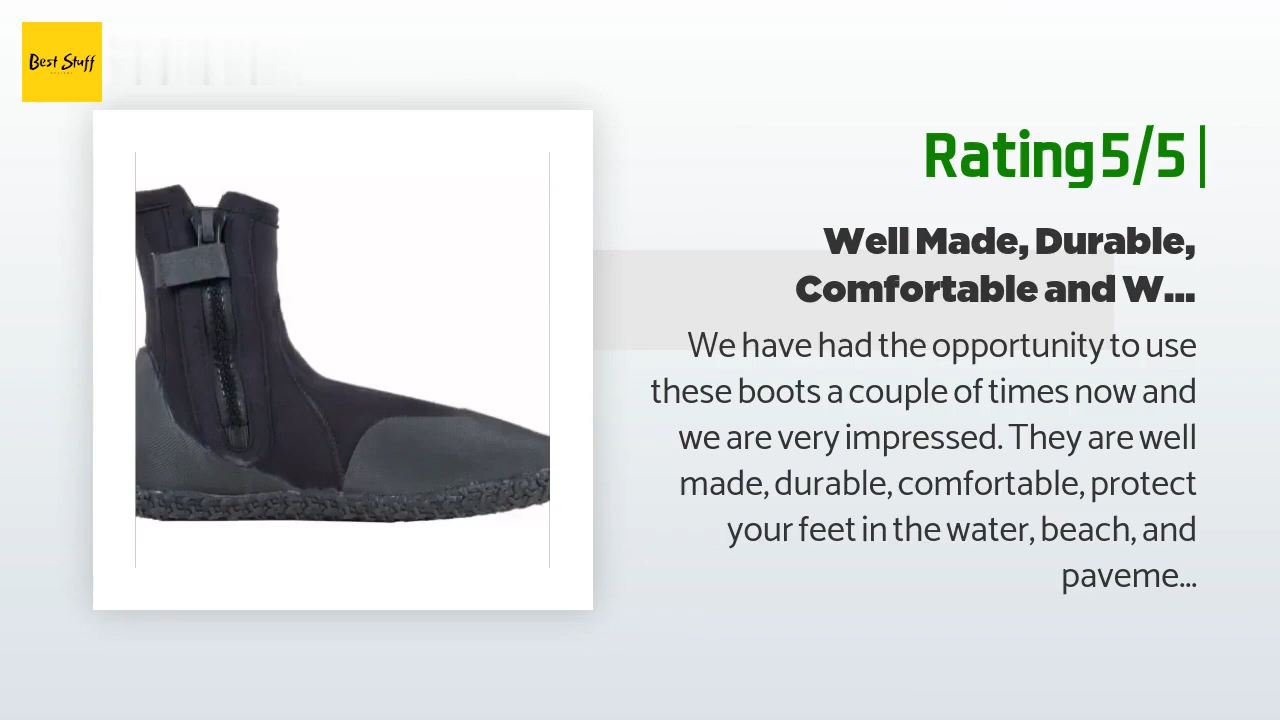 Best Stuff
Rating 5/5
Well Made, Durable,
Comfortable and W...
We have had the opportunity to use
these boots a couple of times now and
we are very impressed. They are well
made, durable, comfortable, protect
your feet in the water, beach, and
paveme...